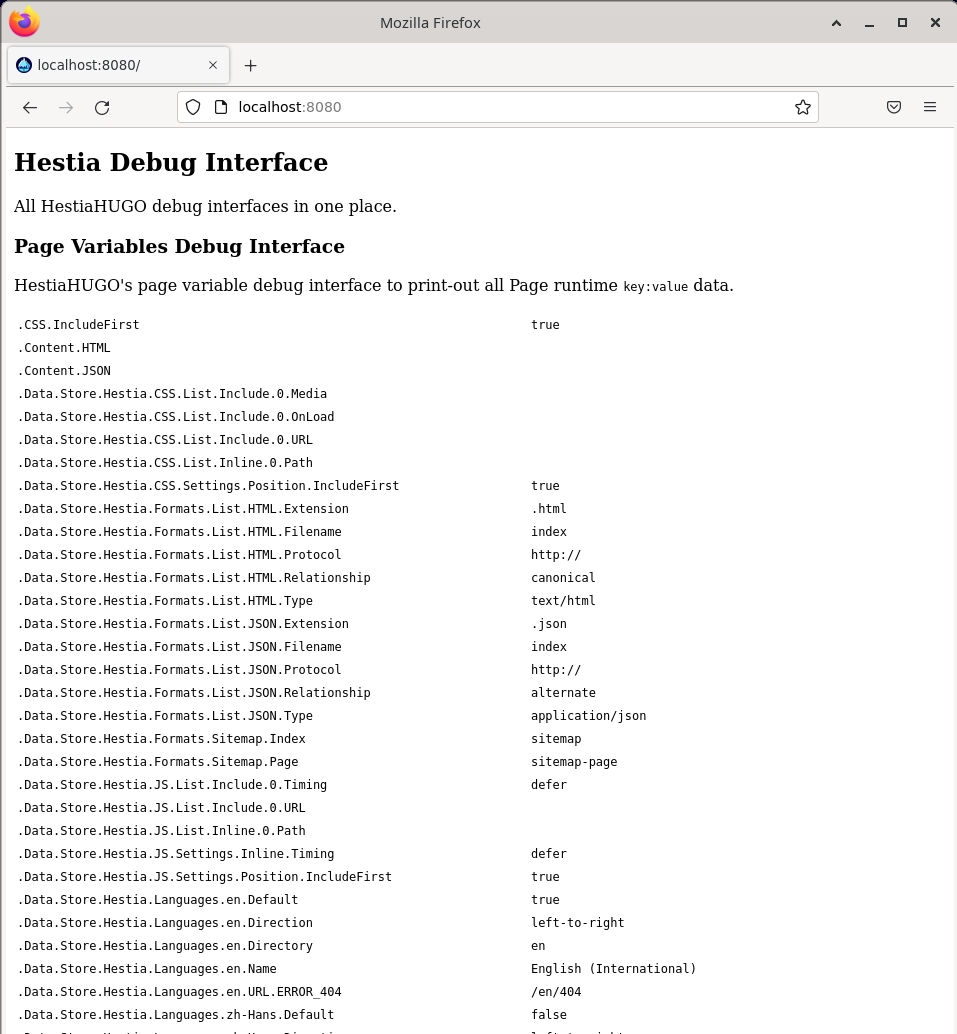 Mozilla Firefox
localhost:8080/
localhost:8080
Hestia Debug Interface
All HestiaHUGO debug interfaces in one place.
Page Variables Debug Interface
HestiaHUGO's page variable debug interface to print-out all Page runtime key:value data.
.CSS.IncludeFirst true
.Content.HTML
.Content.JSON
.Data.Store.Hestia.CSS.List.Include.0.Media
.Data.Store.Hestia.CSS.List.Include.0.OnLoad
.Data.Store.Hestia.CSS.List.Include.0.URL
.Data.Store.Hestia.CSS.List.Inline.0.Path
.Data.Store.Hestia.CSS.Settings.Position.IncludeFirst true
.Data.Store.Hestia.Formats.List.HTML.Extension .html
.Data.Store.Hestia.Formats.List.HTML.Filename index
.Data.Store.Hestia.Formats.List.HTML.Protocol http://
.Data.Store.Hestia.Formats.List.HTML.Relationship canonical
.Data.Store.Hestia.Formats.List.HTML.Type text/html
.Data.Store.Hestia.Formats.List.JSON.Extension .json
.Data.Store.Hestia.Formats.List.JSON.Filename index
.Data.Store.Hestia.Formats.List.JSON.Protocol http://
.Data.Store.Hestia.Formats.List.JSON.Relationship alternate
.Data.Store.Hestia.Formats.List.JSON.Type application/json
.Data.Store.Hestia.Formats.Sitemap.Index sitemap
.Data.Store.Hestia.Formats.Sitemap.Page sitemap-page
.Data.Store.Hestia.JS.List.Include.0.Timing defer
.Data.Store.Hestia.JS.List.Include.0.URL
.Data.Store.Hestia.JS.List.Inline.0.Path
.Data.Store.Hestia.JS.Settings.Inline.Timing defer
.Data.Store.Hestia.JS.Settings.Position.IncludeFirst true
.Data.Store.Hestia.Languages.en.Default true
.Data.Store.Hestia.Languages.en.Direction left-to-right
.Data.Store.Hestia.Languages.en.Directory en
.Data.Store.Hestia.Languages.en.Name English (International)
.Data.Store.Hestia.Languages.en.URL.ERROR_404 /en/404
.Data.Store.Hestia.Languages.zh-Hans.Default false